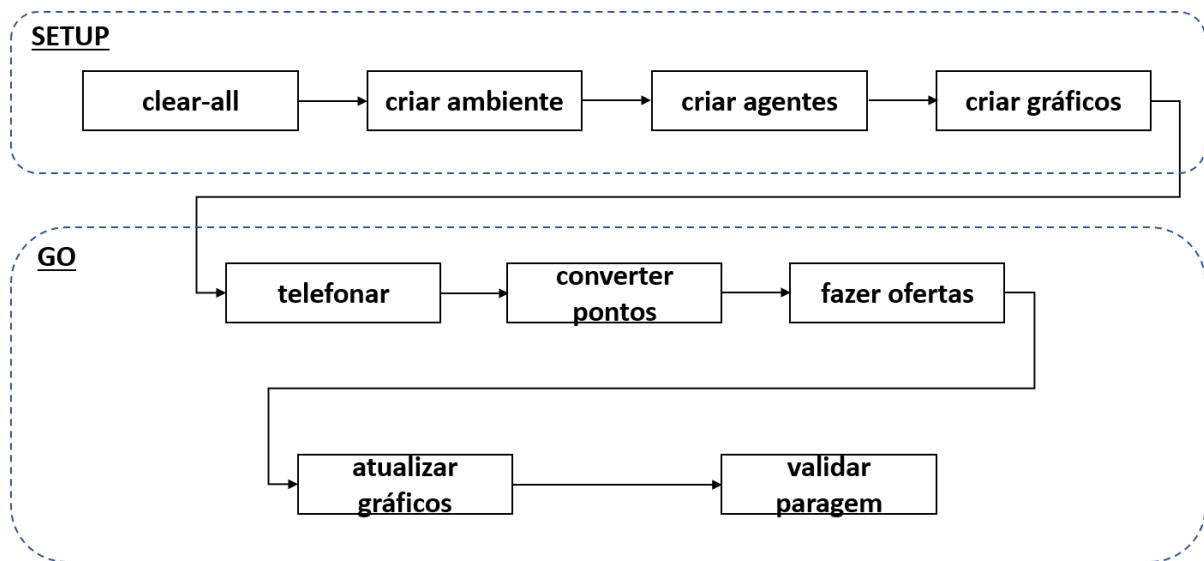 SETUP
clear-all
criar ambiente
criar agentes
criar gráficos
GO
telefonar
converter
pontos
fazer ofertas
atualizar
gráficos
validar
paragem